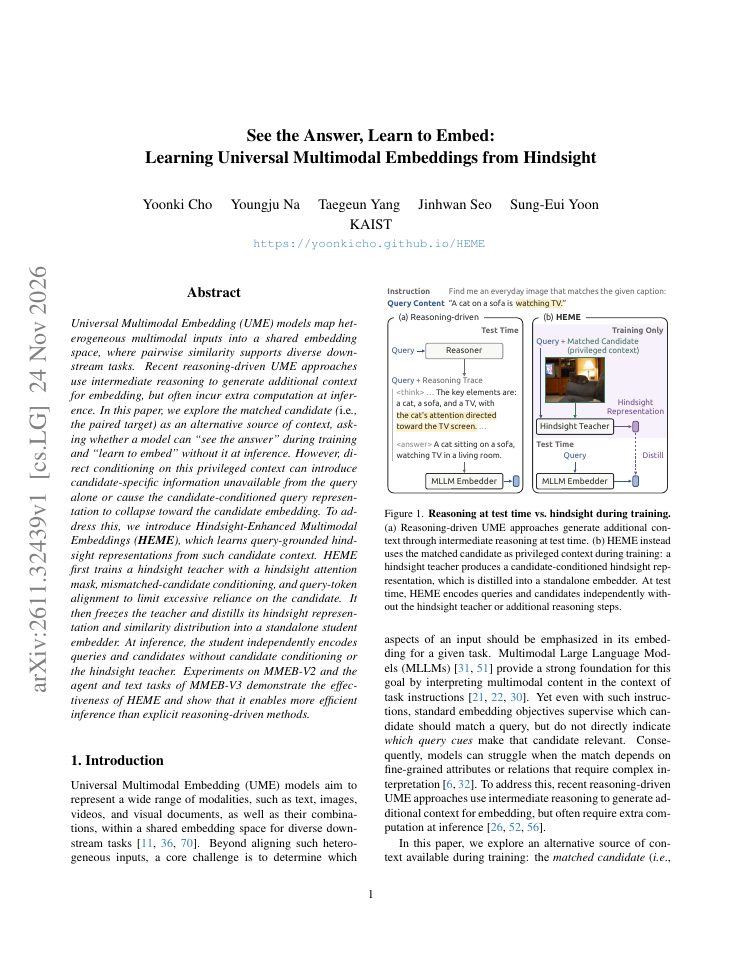 See the Answer, Learn to Embed:
Learning Universal Multimodal Embeddings from Hindsight
Yoonki Cho Youngju Na Taegeun Yang Jinhwan Seo Sung-Eui Yoon
KAIST
https://yoonkicho.github.io/HEME
arXiv:2611.32439v1 [cs.LG] 24 Nov 2026
Abstract
Universal Multimodal Embedding (UME) models map het-
erogeneous multimodal inputs into a shared embedding
space, where pairwise similarity supports diverse down-
stream tasks. Recent reasoning-driven UME approaches
use intermediate reasoning to generate additional context
for embedding, but often incur extra computation at infer-
ence. In this paper, we explore the matched candidate (i.e.,
the paired target) as an alternative source of context, ask-
ing whether a model can “see the answer” during training
and “learn to embed” without it at inference. However, di-
rect conditioning on this privileged context can introduce
candidate-specific information unavailable from the query
alone or cause the candidate-conditioned query represen-
tation to collapse toward the candidate embedding. To ad-
dress this, we introduce Hindsight-Enhanced Multimodal
Embeddings (HEME), which learns query-grounded hind-
sight representations from such candidate context. HEME
first trains a hindsight teacher with a hindsight attention
mask, mismatched-candidate conditioning, and query-token
alignment to limit excessive reliance on the candidate. It
then freezes the teacher and distills its hindsight represen-
tation and similarity distribution into a standalone student
embedder. At inference, the student independently encodes
queries and candidates without candidate conditioning or
the hindsight teacher. Experiments on MMEB-V2 and the
agent and text tasks of MMEB-V3 demonstrate the effec-
tiveness of HEME and show that it enables more efficient
inference than explicit reasoning-driven methods.
1. Introduction
Universal Multimodal Embedding (UME) models aim to
represent a wide range of modalities, such as text, images,
videos, and visual documents, as well as their combina-
tions, within a shared embedding space for diverse down-
stream tasks [11, 36, 70]. Beyond aligning such hetero-
geneous inputs, a core challenge is to determine which
Instruction Find me an everyday image that matches the given caption:
Query Content “A cat on a sofa is watching TV.”
(a) Reasoning-driven
Test Time
Query
Reasoner
Query + Reasoning Trace
<think> ... The key elements are:
a cat, a sofa, and a TV, with
the cat's attention directed
toward the TV screen. ...
<answer> A cat sitting on a sofa,
watching TV in a living room.
MLLM Embedder
(b) HEME
Training Only
Query + Matched Candidate
(privileged context)
Hindsight
Representation
Hindsight Teacher
Test Time
Query
Distill
MLLM Embedder
Figure 1. Reasoning at test time vs. hindsight during training.
(a) Reasoning-driven UME approaches generate additional con-
text through intermediate reasoning at test time. (b) HEME instead
uses the matched candidate as privileged context during training: a
hindsight teacher produces a candidate-conditioned hindsight rep-
resentation, which is distilled into a standalone embedder. At test
time, HEME encodes queries and candidates independently with-
out the hindsight teacher or additional reasoning steps.
aspects of an input should be emphasized in its embed-
ding for a given task. Multimodal Large Language Mod-
els (MLLMs) [31, 51] provide a strong foundation for this
goal by interpreting multimodal content in the context of
task instructions [21, 22, 30]. Yet even with such instruc-
tions, standard embedding objectives supervise which can-
didate should match a query, but do not directly indicate
which query cues make that candidate relevant. Conse-
quently, models can struggle when the match depends on
fine-grained attributes or relations that require complex in-
terpretation [6, 32]. To address this, recent reasoning-driven
UME approaches use intermediate reasoning to generate ad-
ditional context for embedding, but often require extra com-
putation at inference [26, 52, 56].
In this paper, we explore an alternative source of con-
text available during training: the matched candidate (i.e.,
1